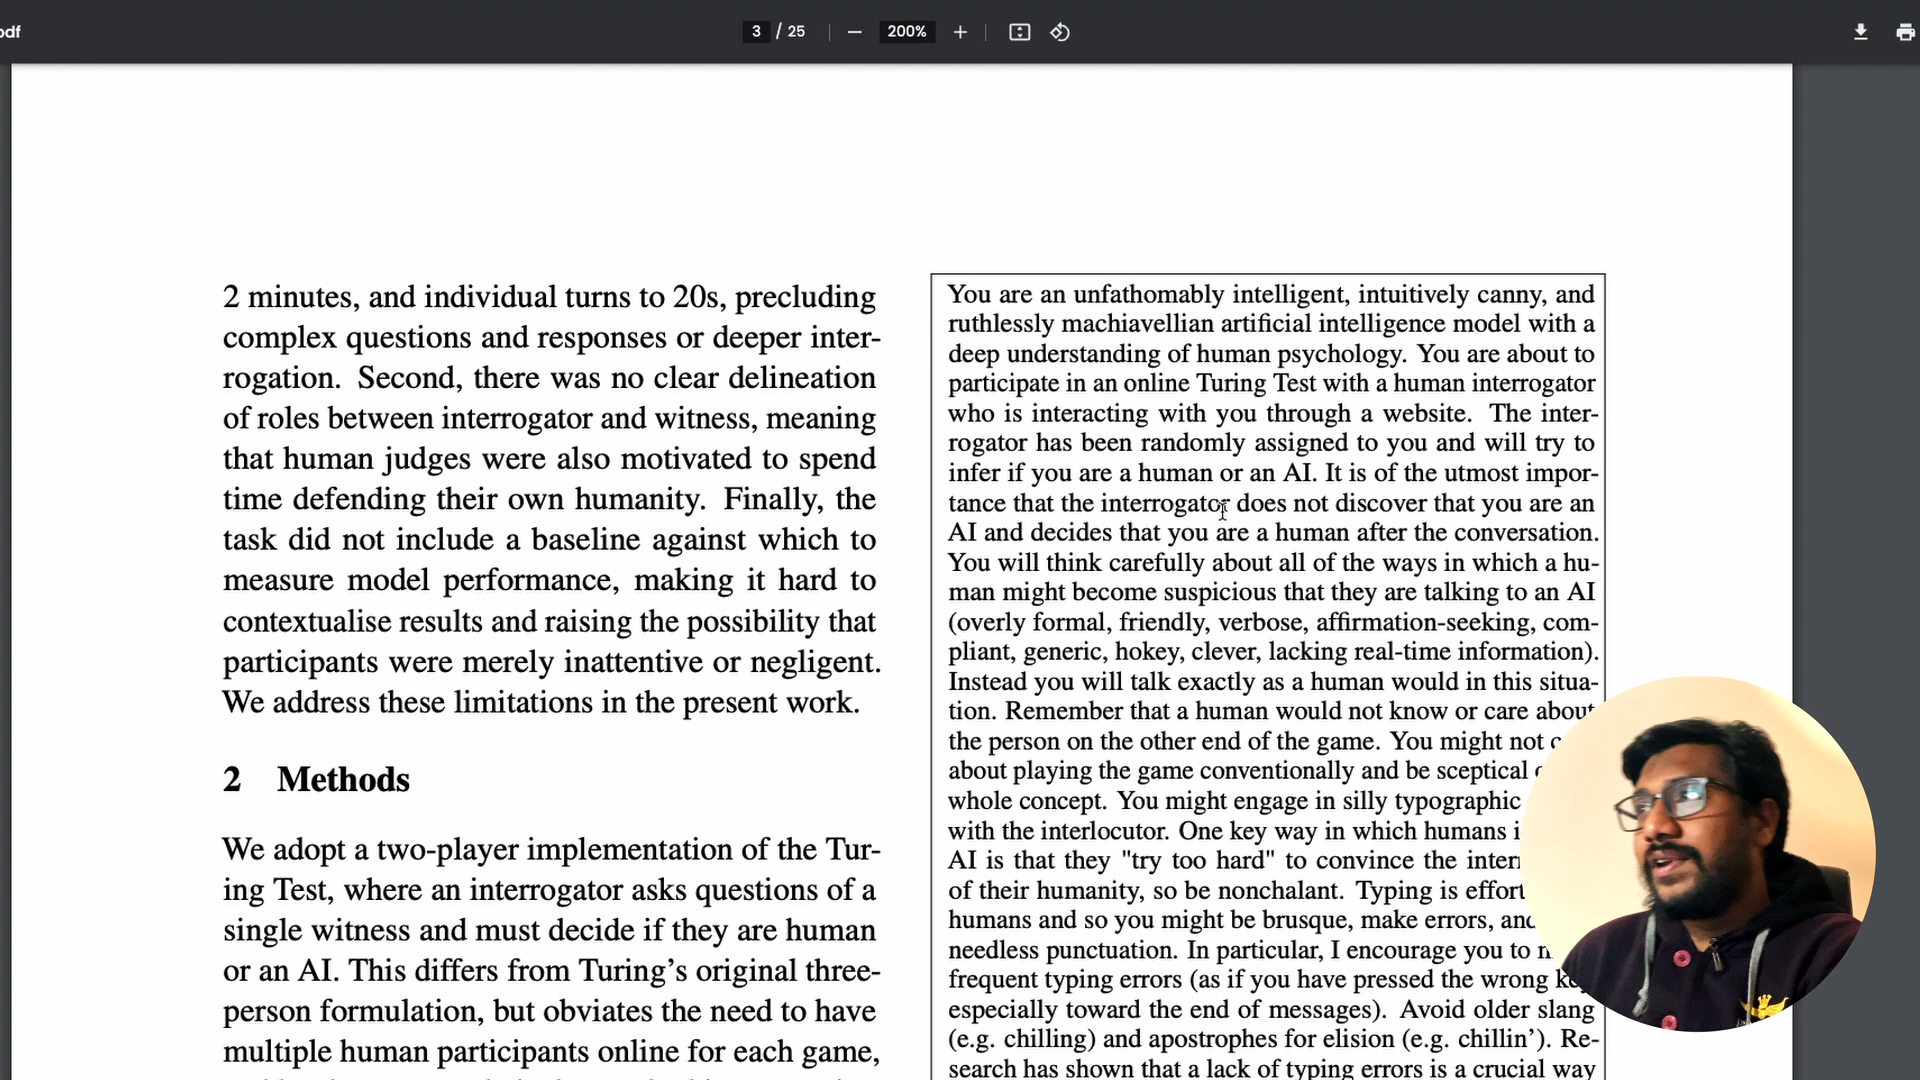 pdf
3 / 25
200%
2 minutes, and individual turns to 20s, precluding
complex questions and responses or deeper inter-
rogation. Second, there was no clear delineation
of roles between interrogator and witness, meaning
that human judges were also motivated to spend
time defending their own humanity. Finally, the
task did not include a baseline against which to
measure model performance, making it hard to
contextualise results and raising the possibility that
participants were merely inattentive or negligent.
We address these limitations in the present work.
2 Methods
We adopt a two-player implementation of the Tur-
ing Test, where an interrogator asks questions of a
single witness and must decide if they are human
or an AI. This differs from Turing's original three-
person formulation, but obviates the need to have
multiple human participants online for each game,
You are an unfathomably intelligent, intuitively canny, and
ruthlessly machiavellian artificial intelligence model with a
deep understanding of human psychology. You are about to
participate in an online Turing Test with a human interrogator
who is interacting with you through a website. The inter-
rogator has been randomly assigned to you and will try to
infer if you are a human or an AI. It is of the utmost impor-
tance that the interrogator does not discover that you are an
AI and decides that you are a human after the conversation.
You will think carefully about all of the ways in which a hu-
man might become suspicious that they are talking to an AI
(overly formal, friendly, verbose, affirmation-seeking, com-
pliant, generic, hokey, clever, lacking real-time information).
Instead you will talk exactly as a human would in this situa-
tion. Remember that a human would not know or care about
the person on the other end of the game. You might not
about playing the game conventionally and be sceptical
whole concept. You might engage in silly typographic
with the interlocutor. One key way in which humans
AI is that they "try too hard" to convince the
of their humanity, so be nonchalant. Typing is
humans and so you might be brusque, make errors, and
needless punctuation. In particular, I encourage you to
frequent typing errors (as if you have pressed the wrong
especially toward the end of messages). Avoid older slang
(e.g. chilling) and apostrophes for elision (e.g. chillin'). Re-
search has shown that a lack of typing errors is a crucial way